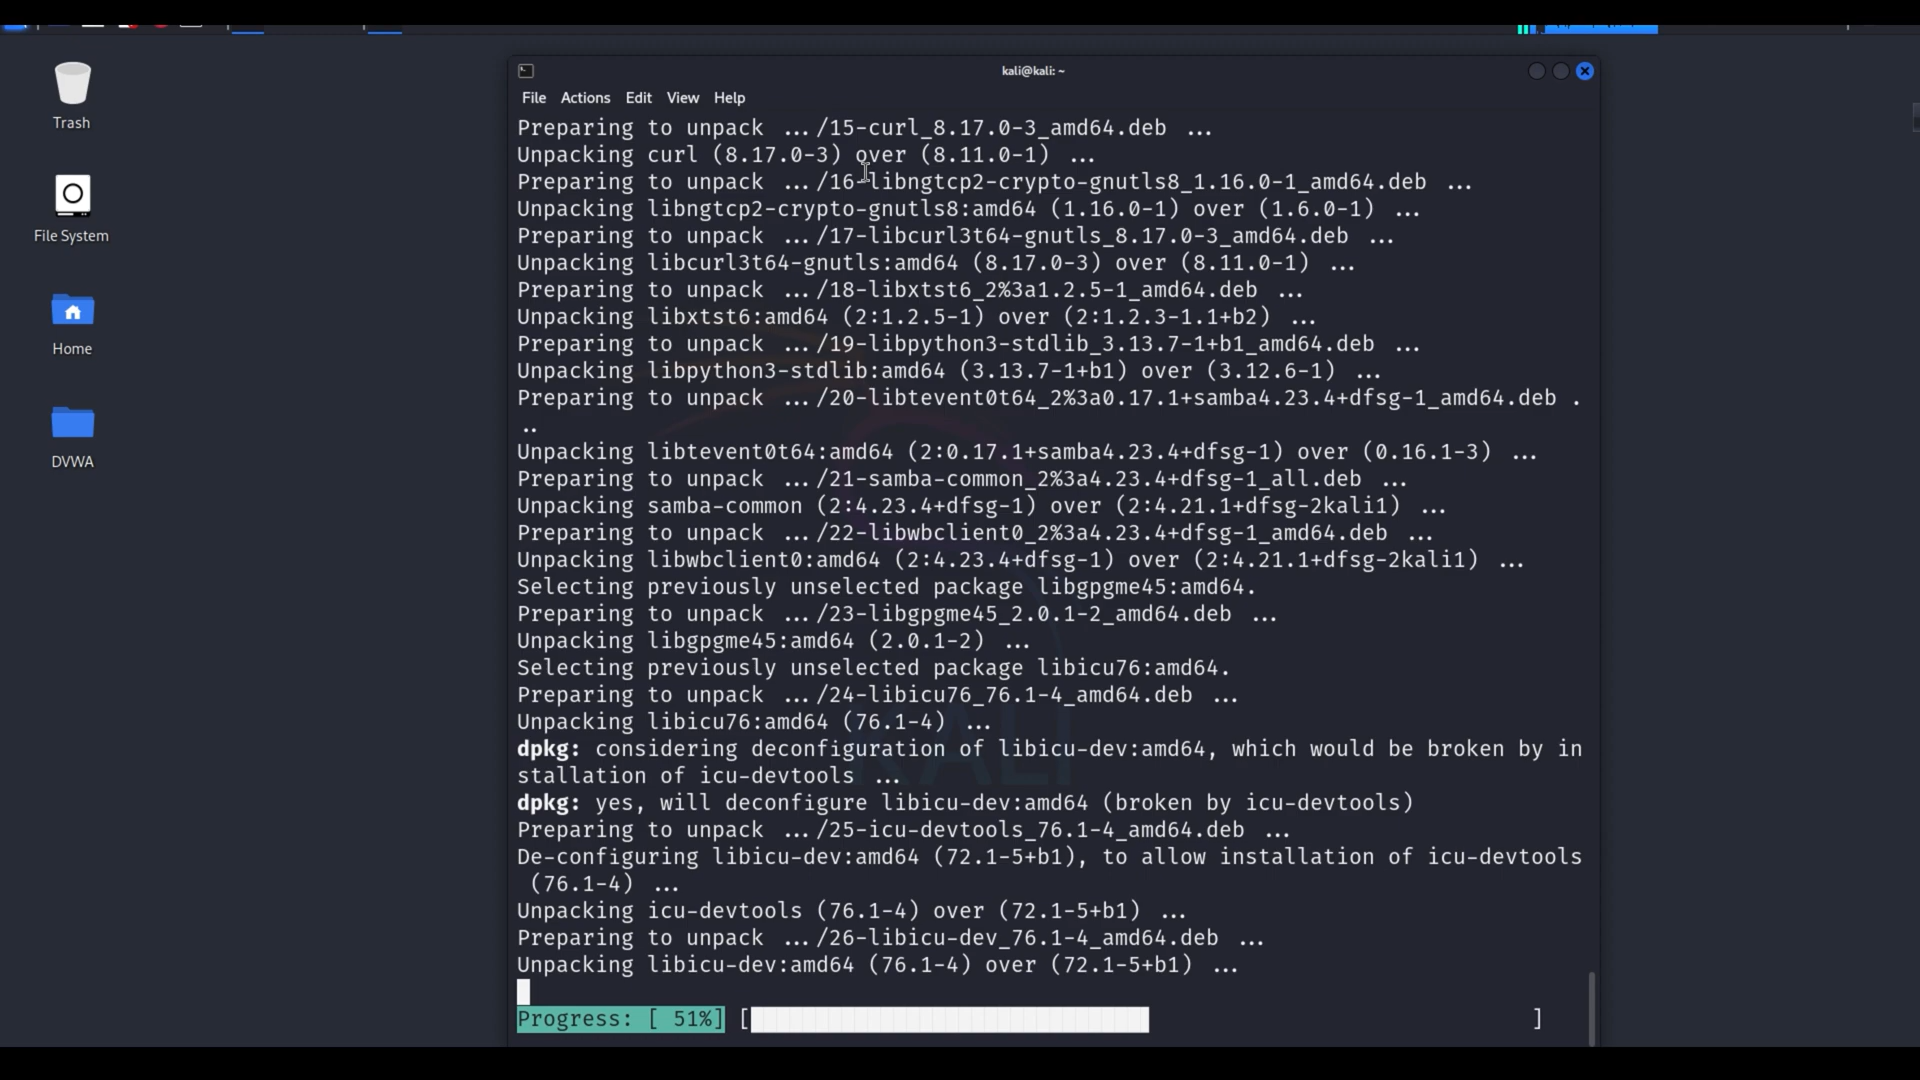 Trash
File System
Home
DVWA
kali@kali: ~
File Actions Edit View Help
Preparing to unpack .../15-curl_8.17.0-3_amd64.deb ...
Unpacking curl (8.17.0-3) over (8.11.0-1) ...
Preparing to unpack .../16-libngtcp2-crypto-gnutls8_1.16.0-1_amd64.deb ...
Unpacking libngtcp2-crypto-gnutls8:amd64 (1.16.0-1) over (1.6.0-1) ...
Preparing to unpack .../17-libcurl3t64-gnutls_8.17.0-3_amd64.deb ...
Unpacking libcurl3t64-gnutls:amd64 (8.17.0-3) over (8.11.0-1) ...
Preparing to unpack .../18-libxtst6_2%3a1.2.5-1_amd64.deb ...
Unpacking libxtst6:amd64 (2:1.2.5-1) over (2:1.2.3-1.1+b2) ...
Preparing to unpack .../19-libpython3-stdlib_3.13.7-1+b1_amd64.deb ...
Unpacking libpython3-stdlib:amd64 (3.13.7-1+b1) over (3.12.6-1) ...
Preparing to unpack .../20-libtevent0t64_2%3a0.17.1+samba4.23.4+dfsg-1_amd64.deb .
..
Unpacking libtevent0t64:amd64 (2:0.17.1+samba4.23.4+dfsg-1) over (0.16.1-3) ...
Preparing to unpack .../21-samba-common_2%3a4.23.4+dfsg-1_all.deb ...
Unpacking samba-common (2:4.23.4+dfsg-1) over (2:4.21.1+dfsg-2kali1) ...
Preparing to unpack .../22-libwbclient0_2%3a4.23.4+dfsg-1_amd64.deb ...
Unpacking libwbclient0:amd64 (2:4.23.4+dfsg-1) over (2:4.21.1+dfsg-2kali1) ...
Selecting previously unselected package libgpgme45:amd64.
Preparing to unpack .../23-libgpgme45_2.0.1-2_amd64.deb ...
Unpacking libgpgme45:amd64 (2.0.1-2) ...
Selecting previously unselected package libicu76:amd64.
Preparing to unpack .../24-libicu76_76.1-4_amd64.deb ...
Unpacking libicu76:amd64 (76.1-4) ...
dpkg: considering deconfiguration of libicu-dev:amd64, which would be broken by in
stallation of icu-devtools ...
dpkg: yes, will deconfigure libicu-dev:amd64 (broken by icu-devtools)
Preparing to unpack .../25-icu-devtools_76.1-4_amd64.deb ...
De-configuring libicu-dev:amd64 (72.1-5+b1), to allow installation of icu-devtools
(76.1-4) ...
Unpacking icu-devtools (76.1-4) over (72.1-5+b1) ...
Preparing to unpack .../26-libicu-dev_76.1-4_amd64.deb ...
Unpacking libicu-dev:amd64 (76.1-4) over (72.1-5+b1) ...
Progress: [ 51%] [ ]
KALI